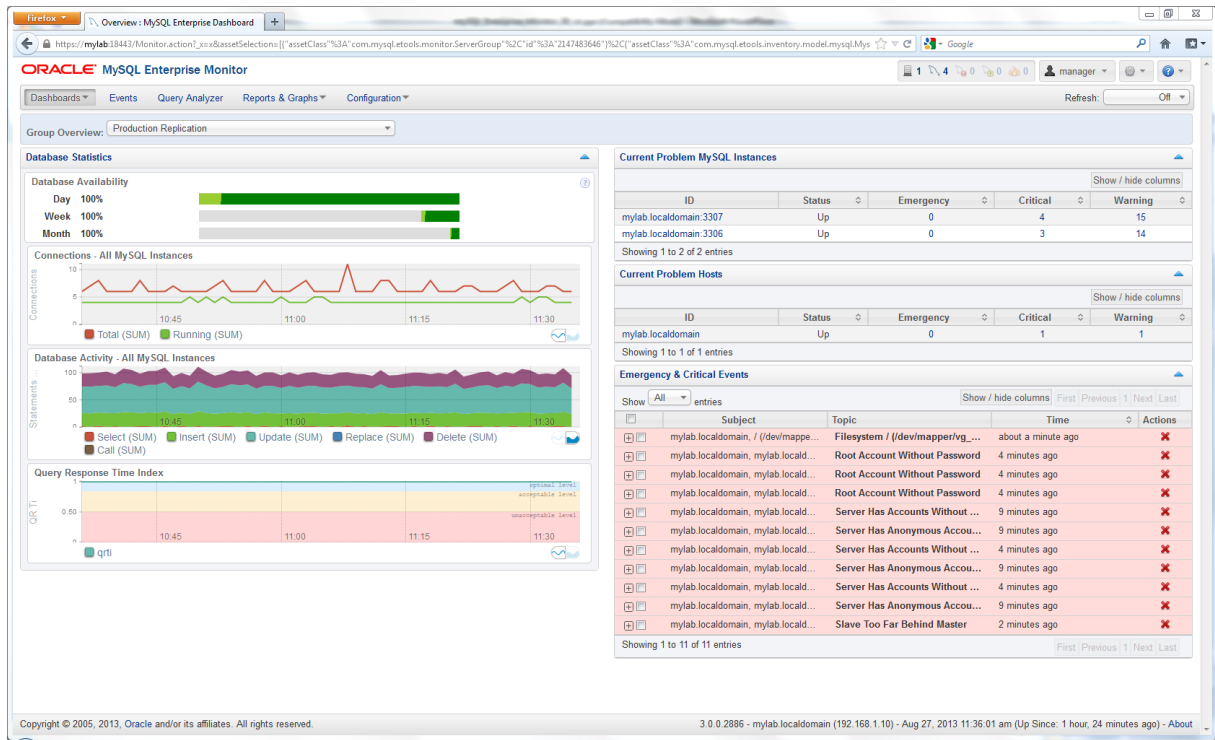 Firefox
Overview : MySQL Enterprise Dashboard
https://mylab:18443/Monitor.action?_x=x&assetSelection=[{"assetClass"%3A"com.mysql.etools.monitor.ServerGroup"%2C"id"%3A"2147483646"}%2C{"assetClass"%3A"com.mysql.etools.inventory.model.mysql.Mys
Google
ORACLE MySQL Enterprise Monitor
1 4 0 0 0 manager
Dashboards Events Query Analyzer Reports & Graphs Configuration Refresh: Off
Group Overview: Production Replication
Database Statistics
Database Availability
Day 100%
Week 100%
Month 100%
Connections - All MySQL Instances
Connections
10
5
0
10:45 11:00 11:15 11:30
Total (SUM) Running (SUM)
Database Activity - All MySQL Instances
Statements ...
100
50
0
10:45 11:00 11:15 11:30
Select (SUM) Insert (SUM) Update (SUM) Replace (SUM) Delete (SUM)
Call (SUM)
Query Response Time Index
QRTi
1
0.50
0
optimal level
acceptable level
unacceptable level
10:45 11:00 11:15 11:30
qrti
Current Problem MySQL Instances
Show / hide columns
ID Status Emergency Critical Warning
mylab.localdomain:3307 Up 0 4 15
mylab.localdomain:3306 Up 0 3 14
Showing 1 to 2 of 2 entries
Current Problem Hosts
Show / hide columns
ID Status Emergency Critical Warning
mylab.localdomain Up 0 1 1
Showing 1 to 1 of 1 entries
Emergency & Critical Events
Show All entries Show / hide columns First Previous 1 Next Last
Subject Topic Time Actions
mylab.localdomain, / (/dev/mappe... Filesystem / (/dev/mapper/vg_... about a minute ago
mylab.localdomain, mylab.locald... Root Account Without Password 4 minutes ago
mylab.localdomain, mylab.locald... Root Account Without Password 4 minutes ago
mylab.localdomain, mylab.locald... Root Account Without Password 4 minutes ago
mylab.localdomain, mylab.locald... Server Has Accounts Without ... 9 minutes ago
mylab.localdomain, mylab.locald... Server Has Anonymous Accou... 9 minutes ago
mylab.localdomain, mylab.locald... Server Has Accounts Without ... 4 minutes ago
mylab.localdomain, mylab.locald... Server Has Anonymous Accou... 9 minutes ago
mylab.localdomain, mylab.locald... Server Has Accounts Without ... 4 minutes ago
mylab.localdomain, mylab.locald... Server Has Anonymous Accou... 9 minutes ago
mylab.localdomain, mylab.locald... Slave Too Far Behind Master 2 minutes ago
Showing 1 to 11 of 11 entries
First Previous 1 Next Last
Copyright © 2005, 2013, Oracle and/or its affiliates. All rights reserved.
3.0.0.2886 - mylab.localdomain (192.168.1.10) - Aug 27, 2013 11:36:01 am (Up Since: 1 hour, 24 minutes ago) - About